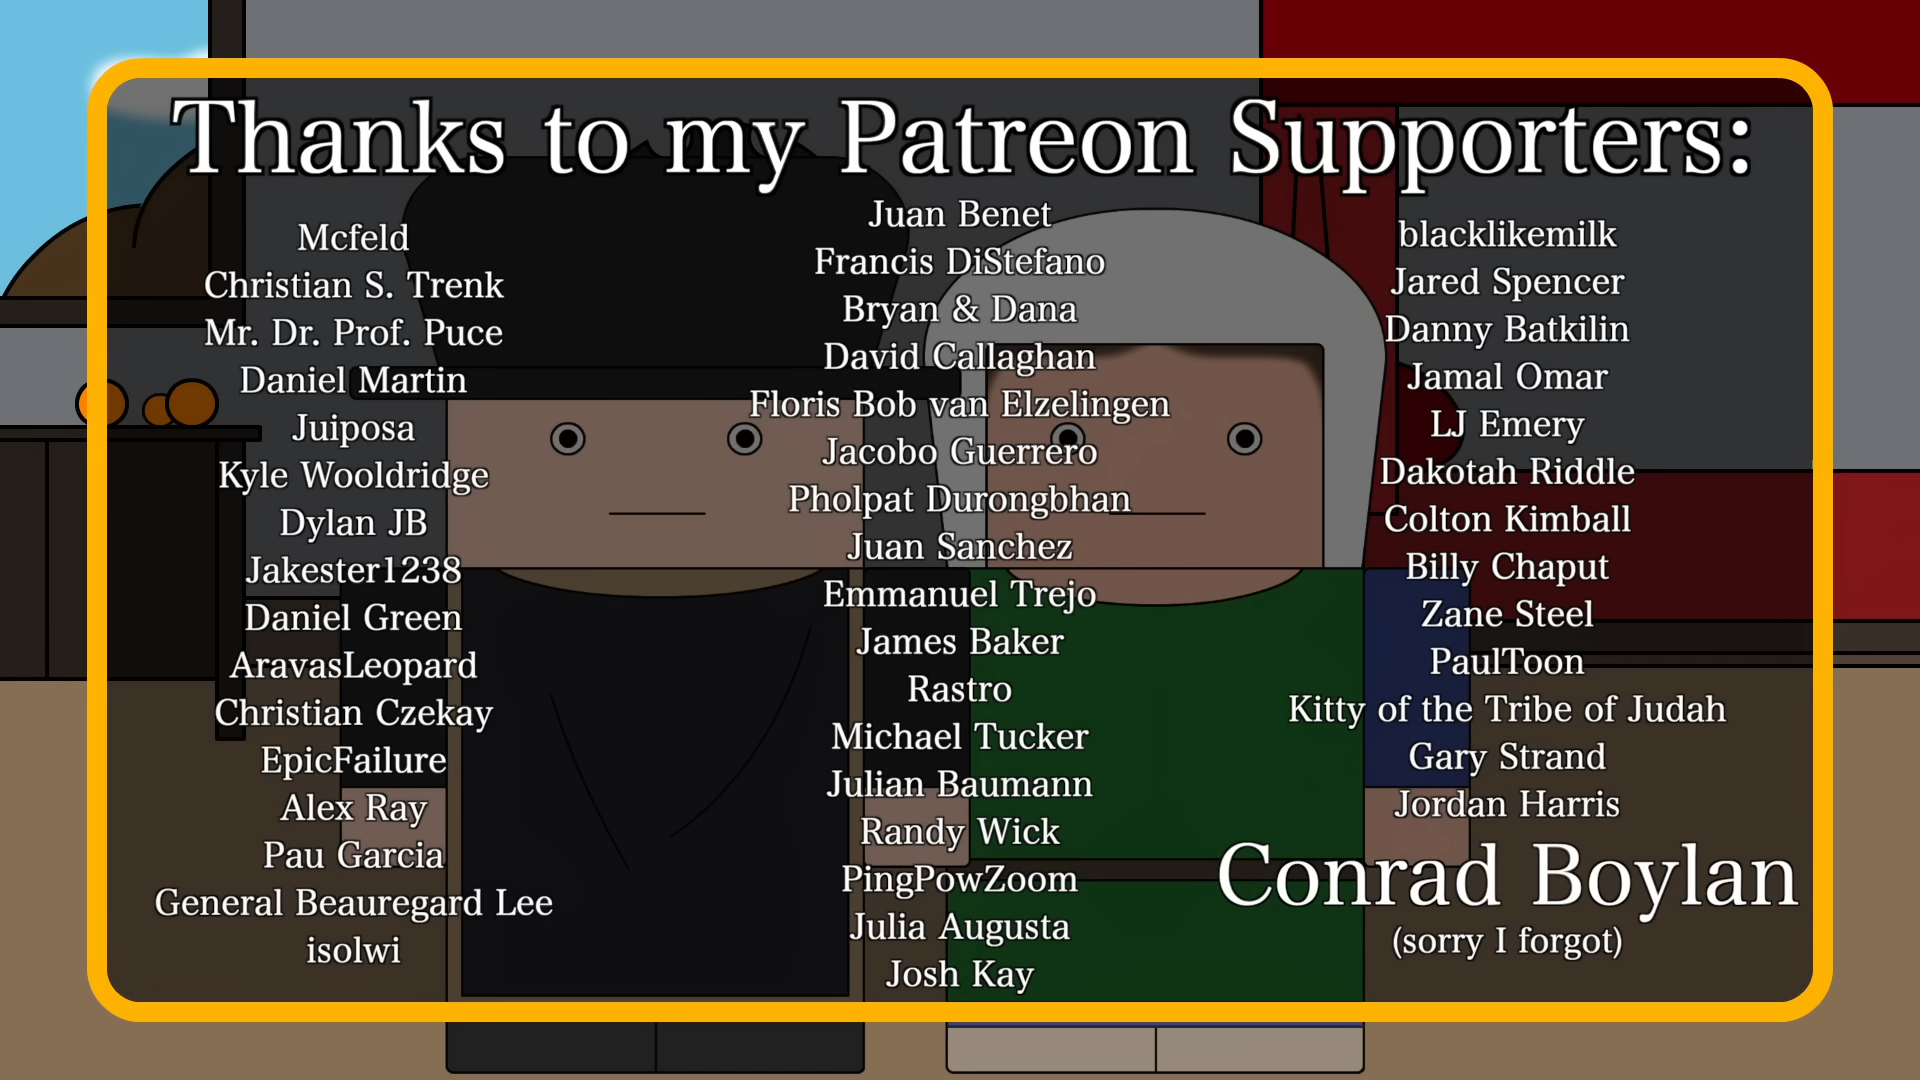 Thanks to my Patreon Supporters:
Mcfeld
Christian S. Trenk
Mr. Dr. Prof. Puce
Daniel Martin
Juiposa
Kyle Wooldridge
Dylan JB
Jakester1238
Daniel Green
AravasLeopard
Christian Czekay
EpicFailure
Alex Ray
Pau Garcia
General Beauregard Lee
isolwi
Juan Benet
Francis DiStefano
Bryan & Dana
David Callaghan
Floris Bob van Elzelingen
Jacobo Guerrero
Pholpat Durongbhan
Juan Sanchez
Emmanuel Trejo
James Baker
Rastro
Michael Tucker
Julian Baumann
Randy Wick
PingPowZoom
Julia Augusta
Josh Kay
blacklikemilk
Jared Spencer
Danny Batkilin
Jamal Omar
LJ Emery
Dakotah Riddle
Colton Kimball
Billy Chaput
Zane Steel
PaulToon
Kitty of the Tribe of Judah
Gary Strand
Jordan Harris
Conrad Boylan
(sorry I forgot)